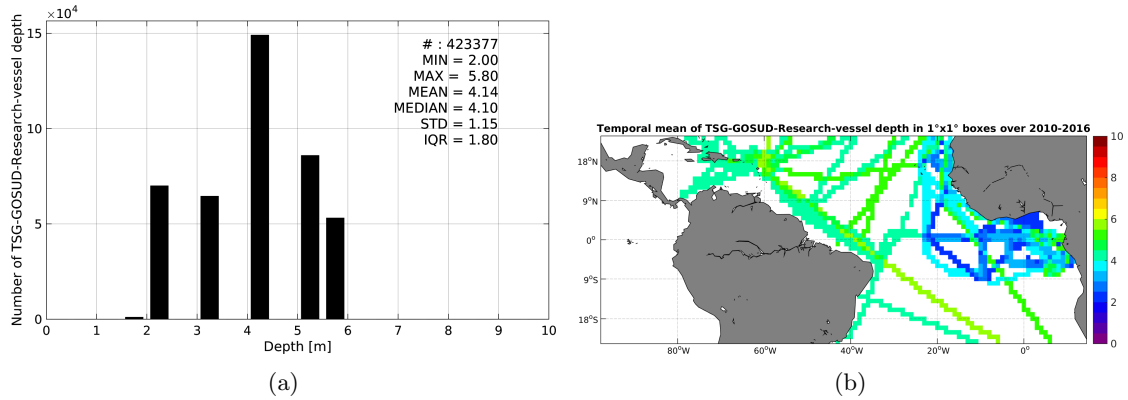 ×10⁴
Number of TSG-GOSUD-Research-vessel depth
15
10
5
0
# : 423377
MIN = 2.00
MAX = 5.80
MEAN = 4.14
MEDIAN = 4.10
STD = 1.15
IQR = 1.80
0 1 2 3 4 5 6 7 8 9 10
Depth [m]
(a)
Temporal mean of TSG-GOSUD-Research-vessel depth in 1°x1° boxes over 2010-2016
18°N
9°N
0°
9°S
18°S
80°W 60°W 40°W 20°W 0°
10
8
6
4
2
0
(b)